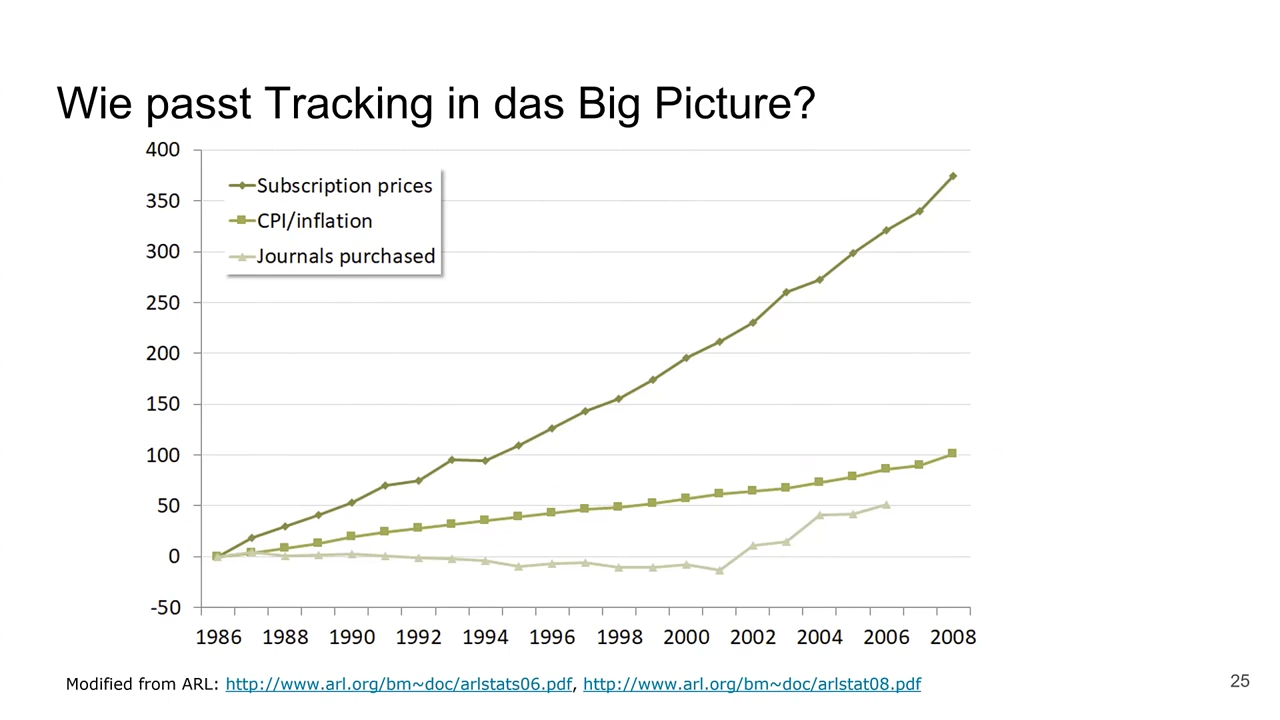 Wie passt Tracking in das Big Picture?
400
350
300
250
200
150
100
50
0
-50
Subscription prices
CPI/inflation
Journals purchased
1986 1988 1990 1992 1994 1996 1998 2000 2002 2004 2006 2008
Modified from ARL: http://www.arl.org/bm~doc/arlstats06.pdf, http://www.arl.org/bm~doc/arlstat08.pdf
25